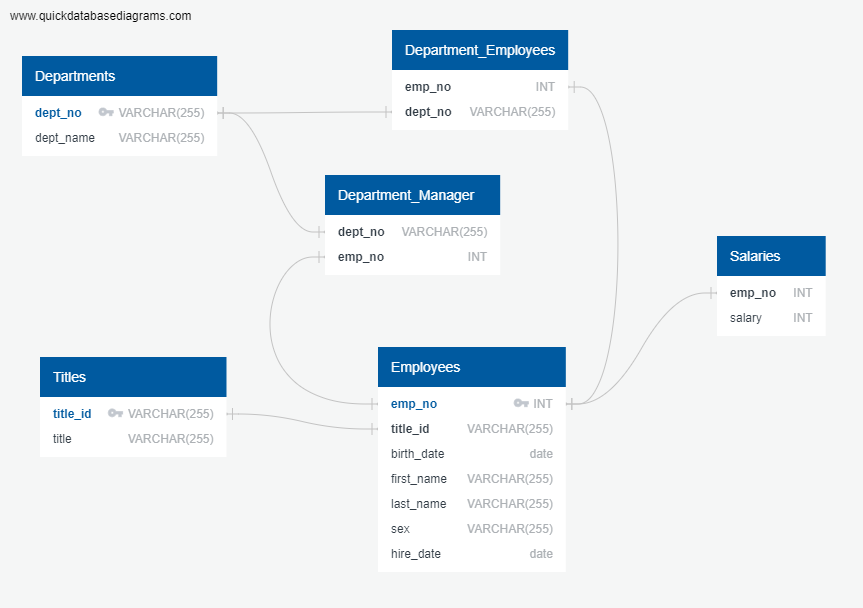 www.quickdatabasediagrams.com
Departments
dept_no VARCHAR(255)
dept_name VARCHAR(255)
Department_Employees
emp_no INT
dept_no VARCHAR(255)
Department_Manager
dept_no VARCHAR(255)
emp_no INT
Salaries
emp_no INT
salary INT
Titles
title_id VARCHAR(255)
title VARCHAR(255)
Employees
emp_no INT
title_id VARCHAR(255)
birth_date date
first_name VARCHAR(255)
last_name VARCHAR(255)
sex VARCHAR(255)
hire_date date